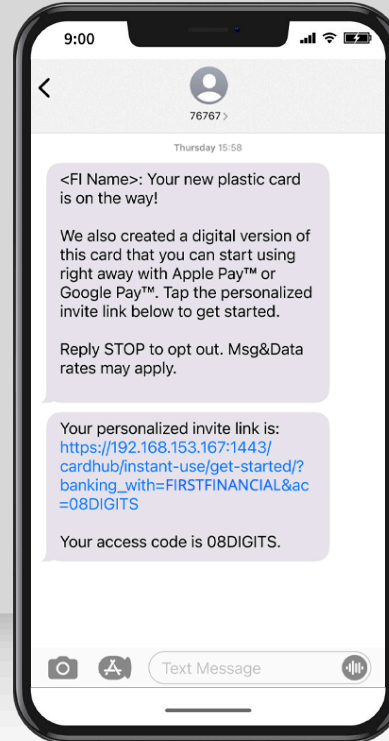 9:00
76767 >
Thursday 15:58
<FI Name>: Your new plastic card
is on the way!
We also created a digital version of
this card that you can start using
right away with Apple Pay™ or
Google Pay™. Tap the personalized
invite link below to get started.
Reply STOP to opt out. Msg&Data
rates may apply.
Your personalized invite link is:
https://192.168.153.167:1443/
cardhub/instant-use/get-started/?
banking_with=FIRSTFINANCIAL&ac
=08DIGITS
Your access code is 08DIGITS.
Text Message